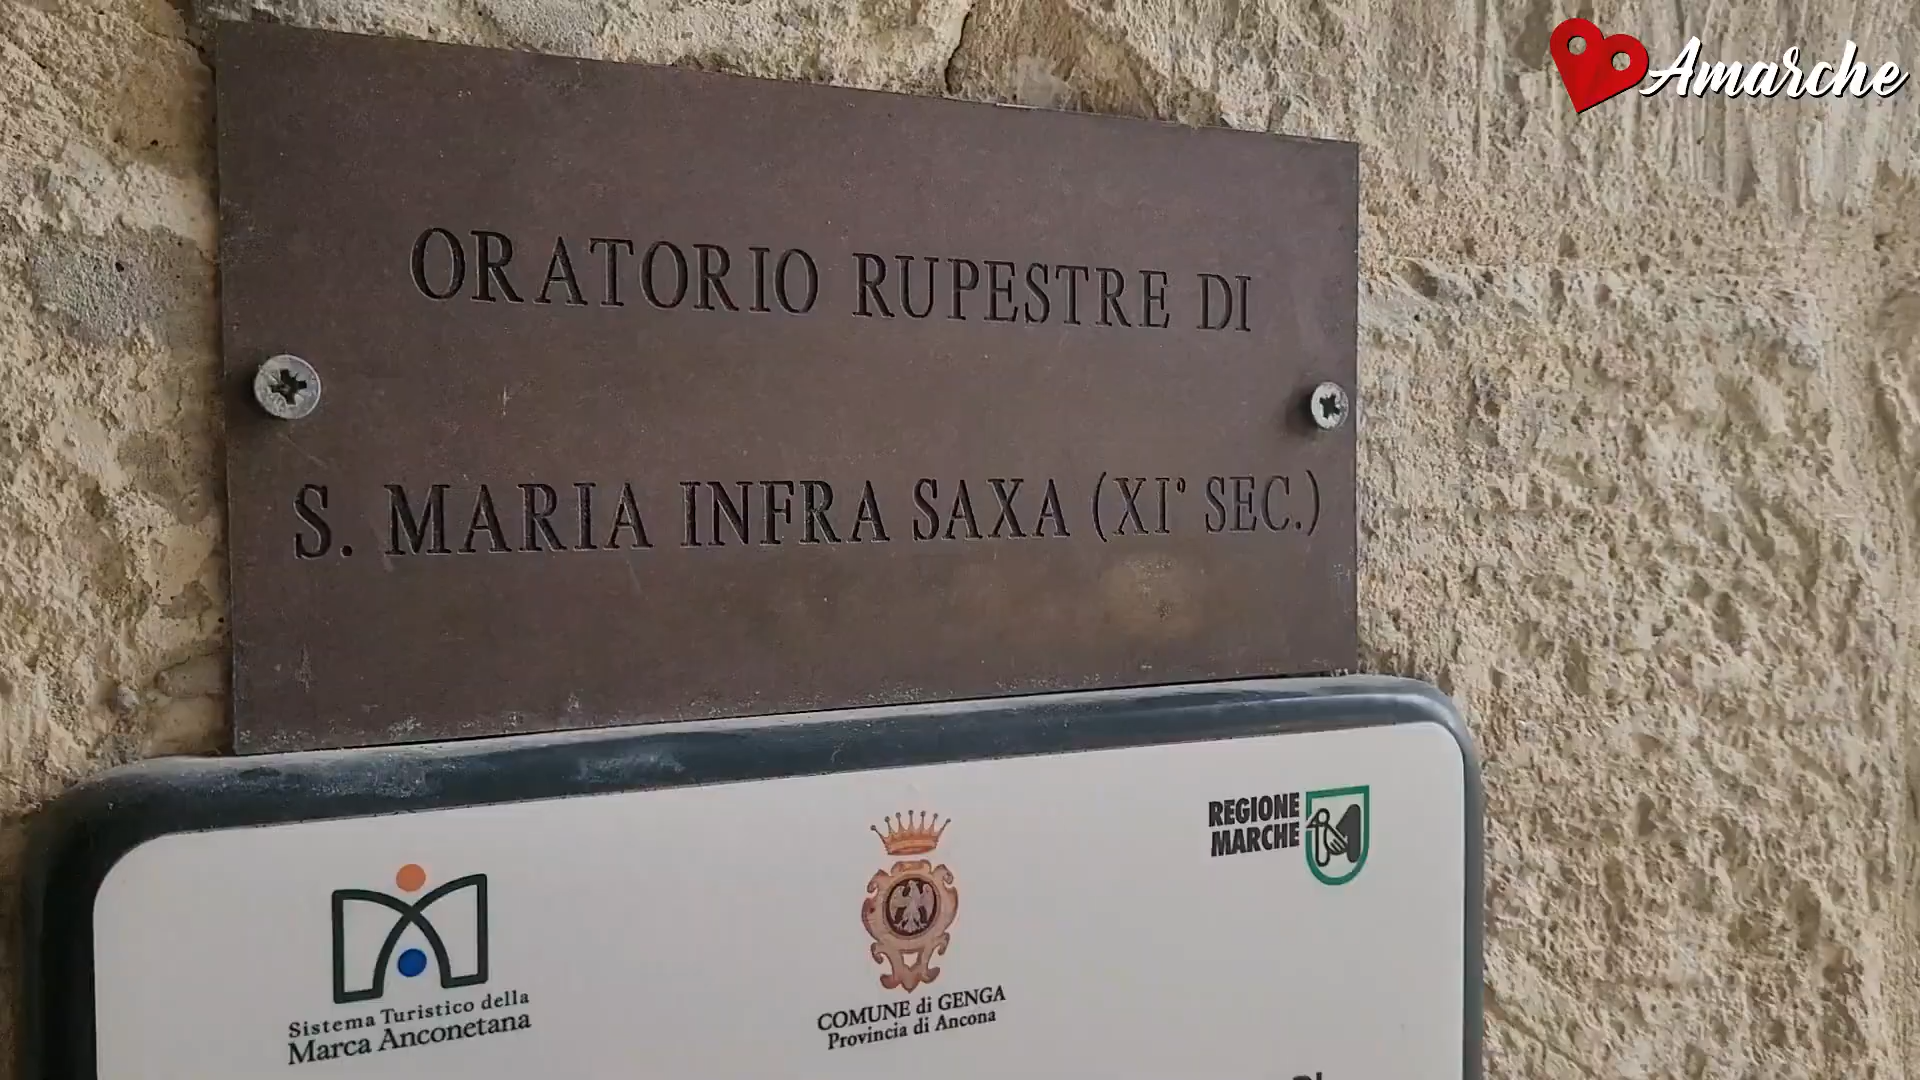 Amarche
ORATORIO RUPESTRE DI
S. MARIA INFRA SAXA (XI° SEC.)
REGIONE
MARCHE
Sistema Turistico della
Marca Anconetana
COMUNE di GENGA
Provincia di Ancona